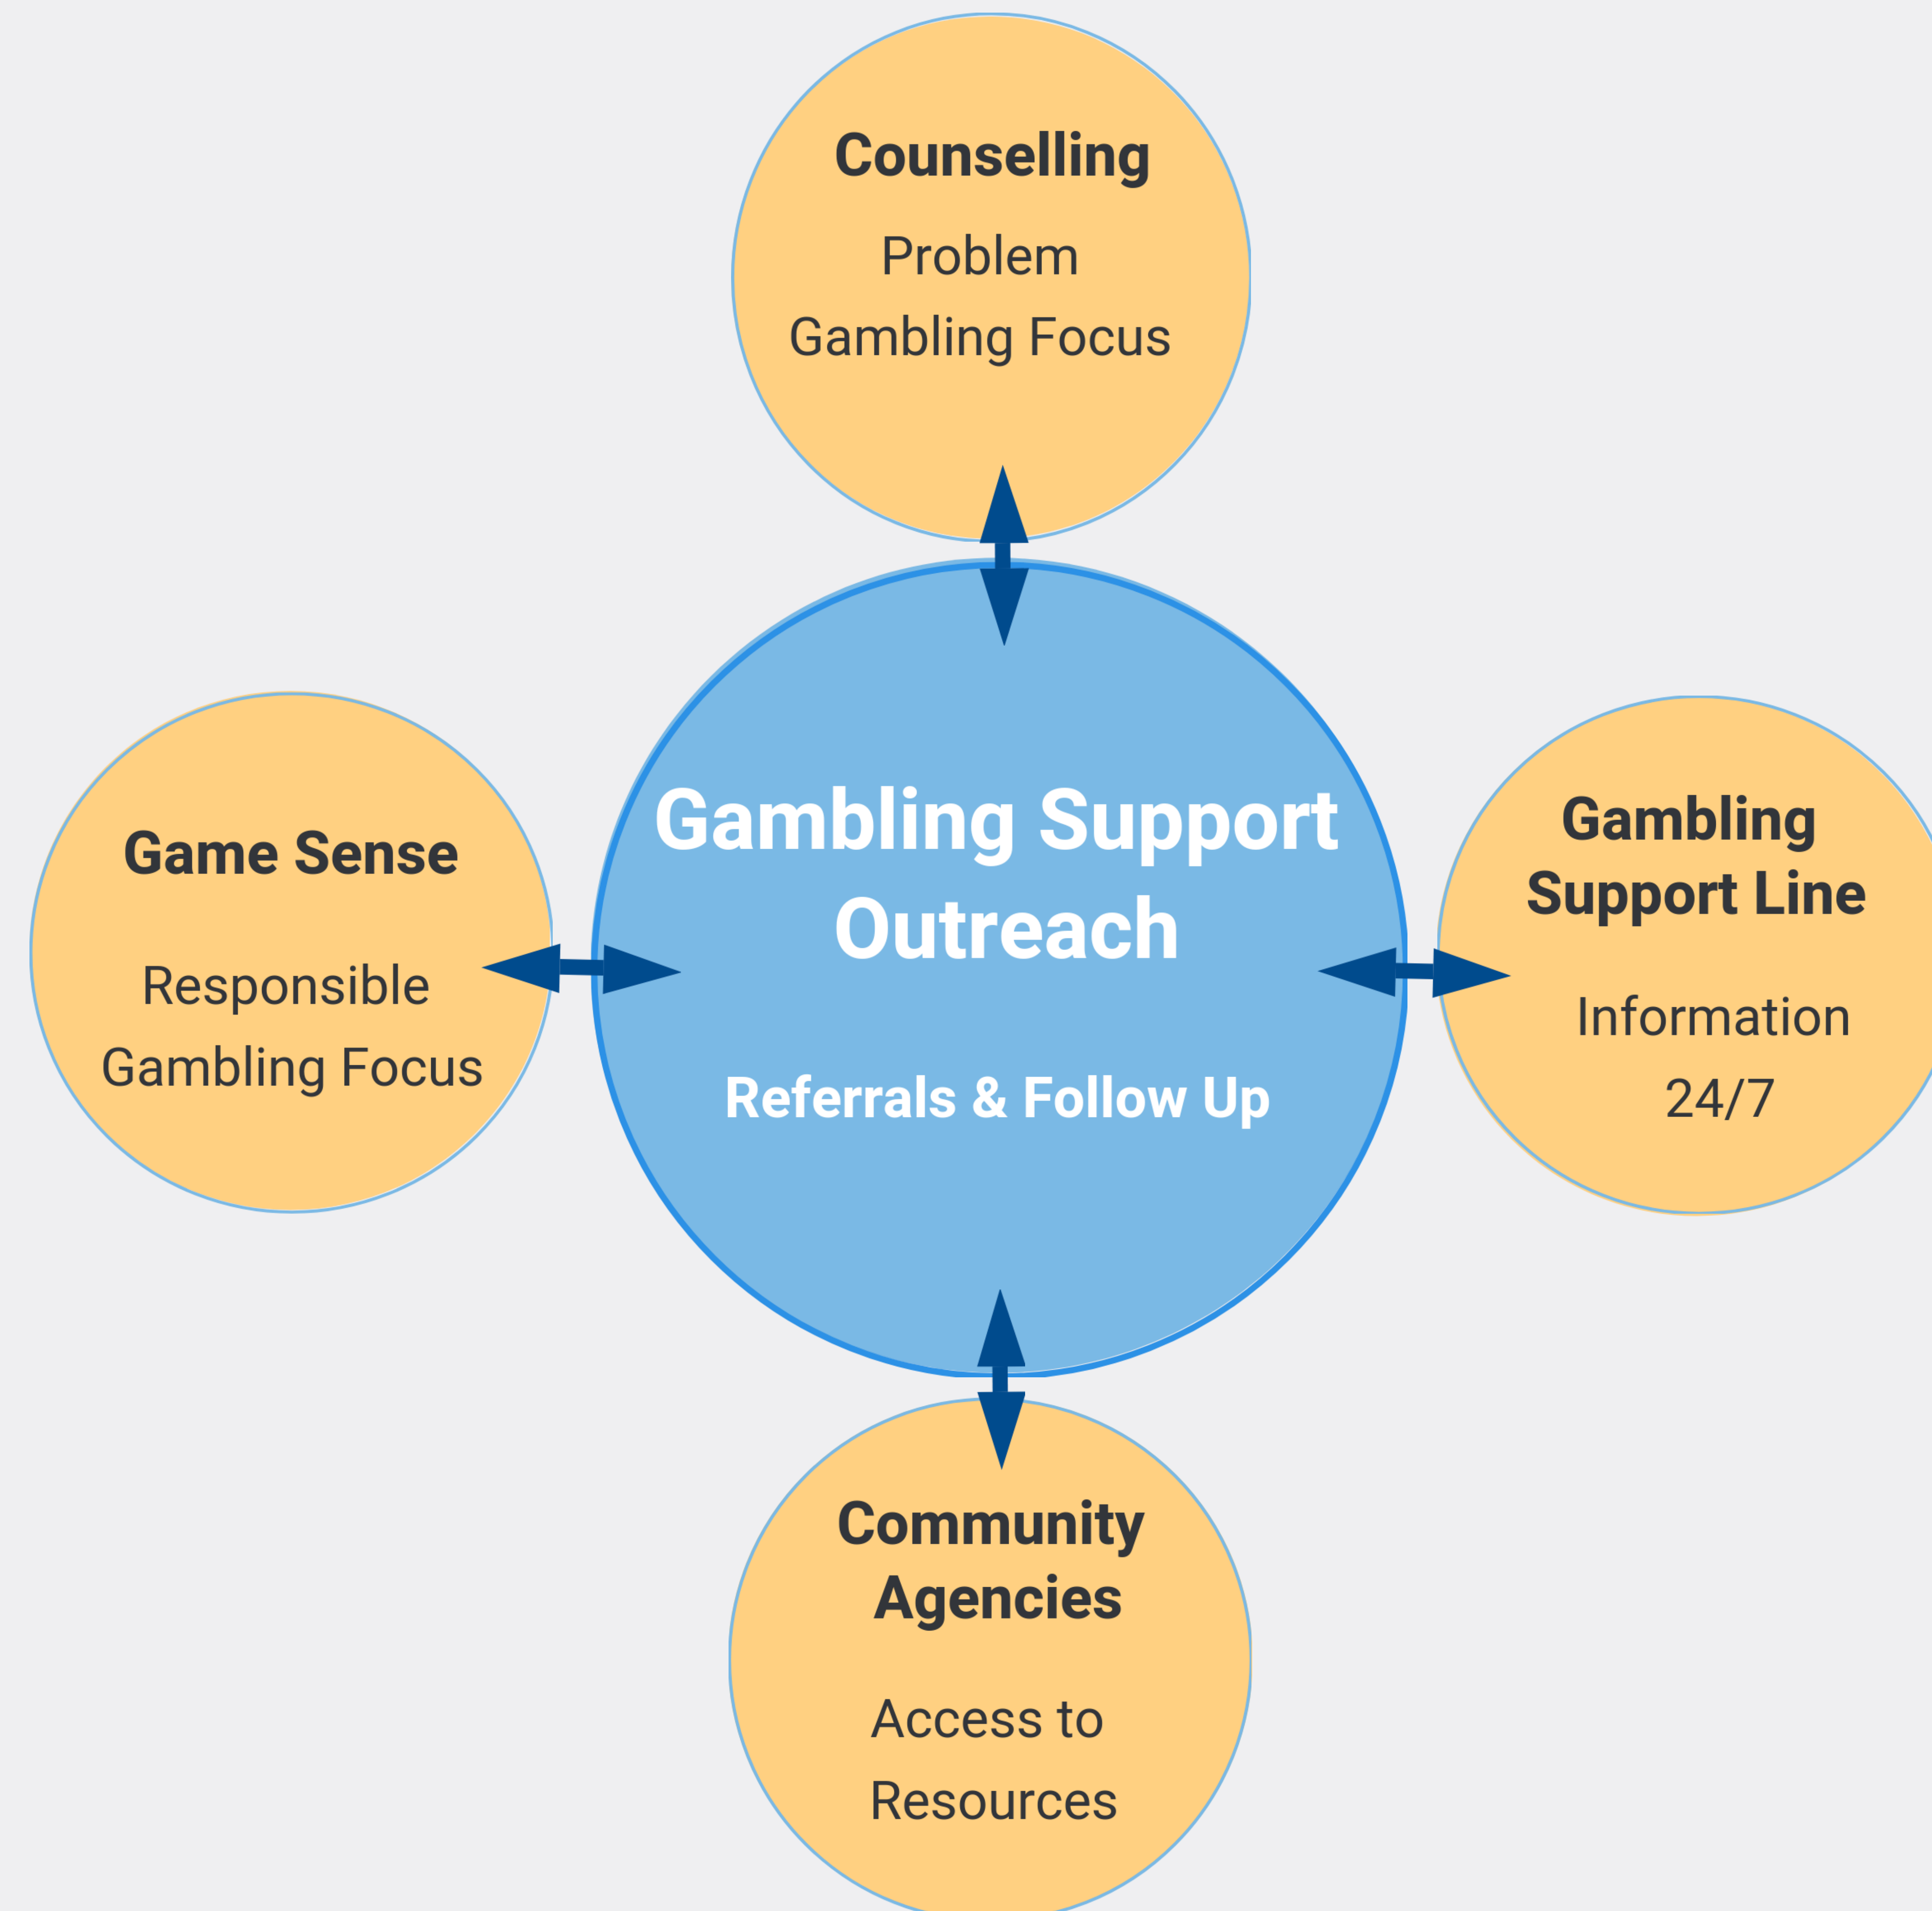 Counselling
Problem
Gambling Focus
Game Sense
Responsible
Gambling Focus
Gambling Support
Outreach
Referrals & Follow Up
Gambling
Support Line
Information
24/7
Community
Agencies
Access to
Resources